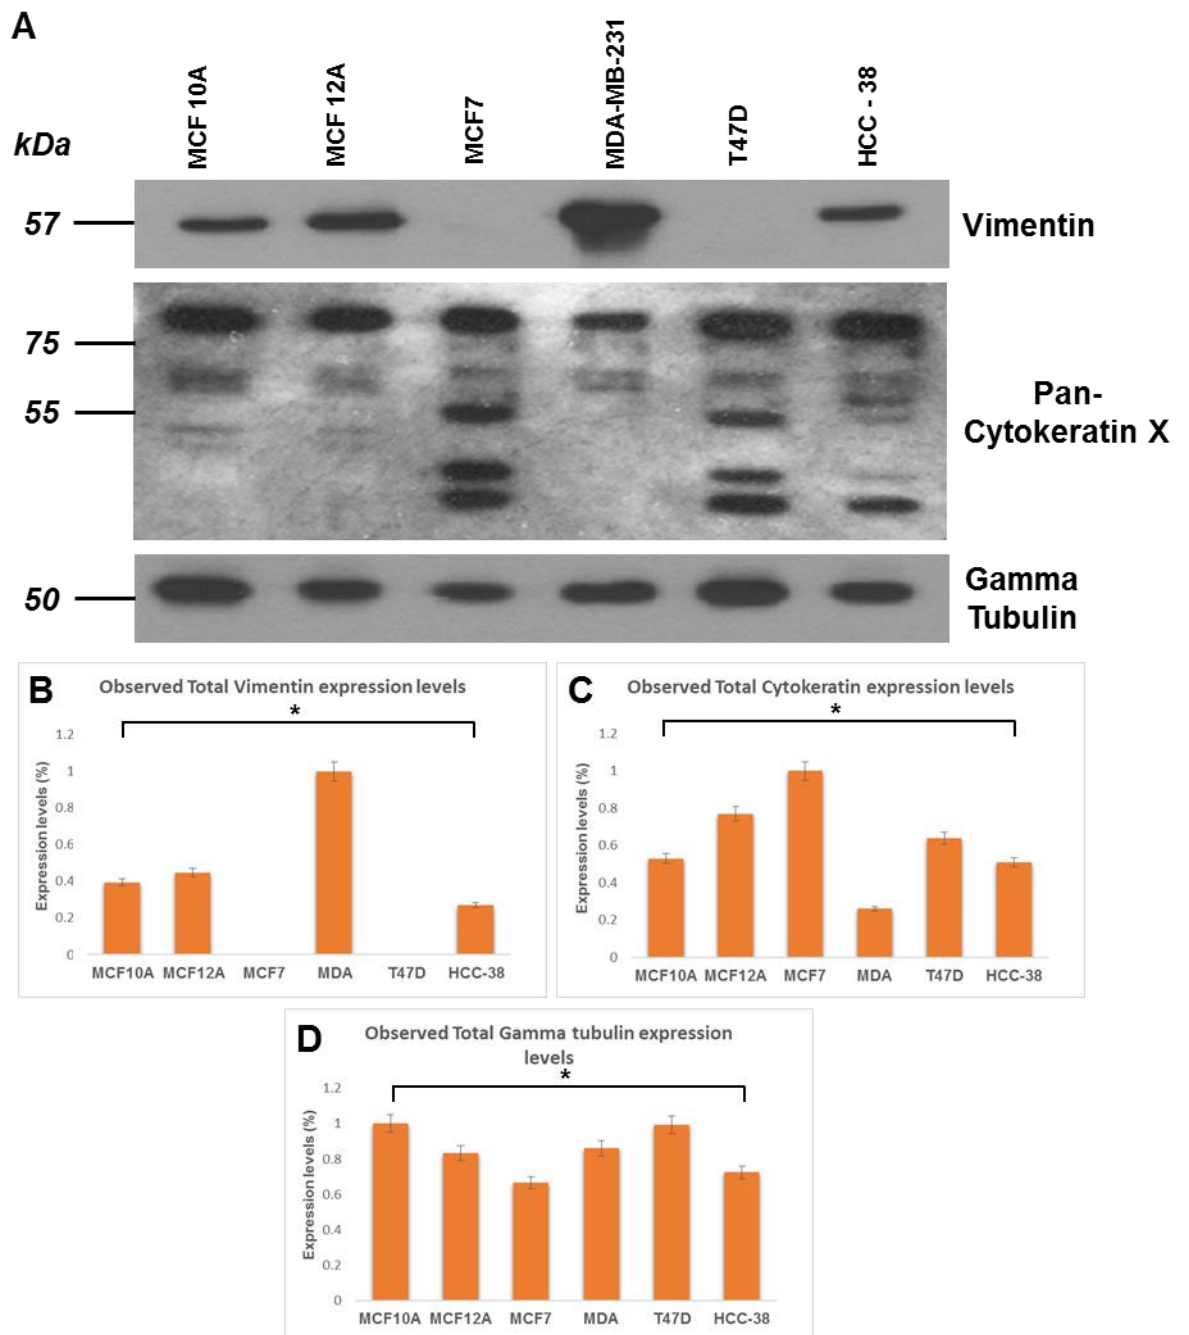 A
MCF 10A
MCF 12A
MCF7
MDA-MB-231
T47D
HCC - 38
kDa
57
Vimentin
75
55
Pan-
Cytokeratin X
50
Gamma
Tubulin
B
Observed Total Vimentin expression levels
*
Expression levels (%)
1.2
1
0.8
0.6
0.4
0.2
0
MCF10A MCF12A MCF7 MDA T47D HCC-38
C
Observed Total Cytokeratin expression levels
*
Expression levels (%)
1.2
1
0.8
0.6
0.4
0.2
0
MCF10A MCF12A MCF7 MDA T47D HCC-38
D
Observed Total Gamma tubulin expression
levels
*
Expression levels (%)
1.2
1
0.8
0.6
0.4
0.2
0
MCF10A MCF12A MCF7 MDA T47D HCC-38